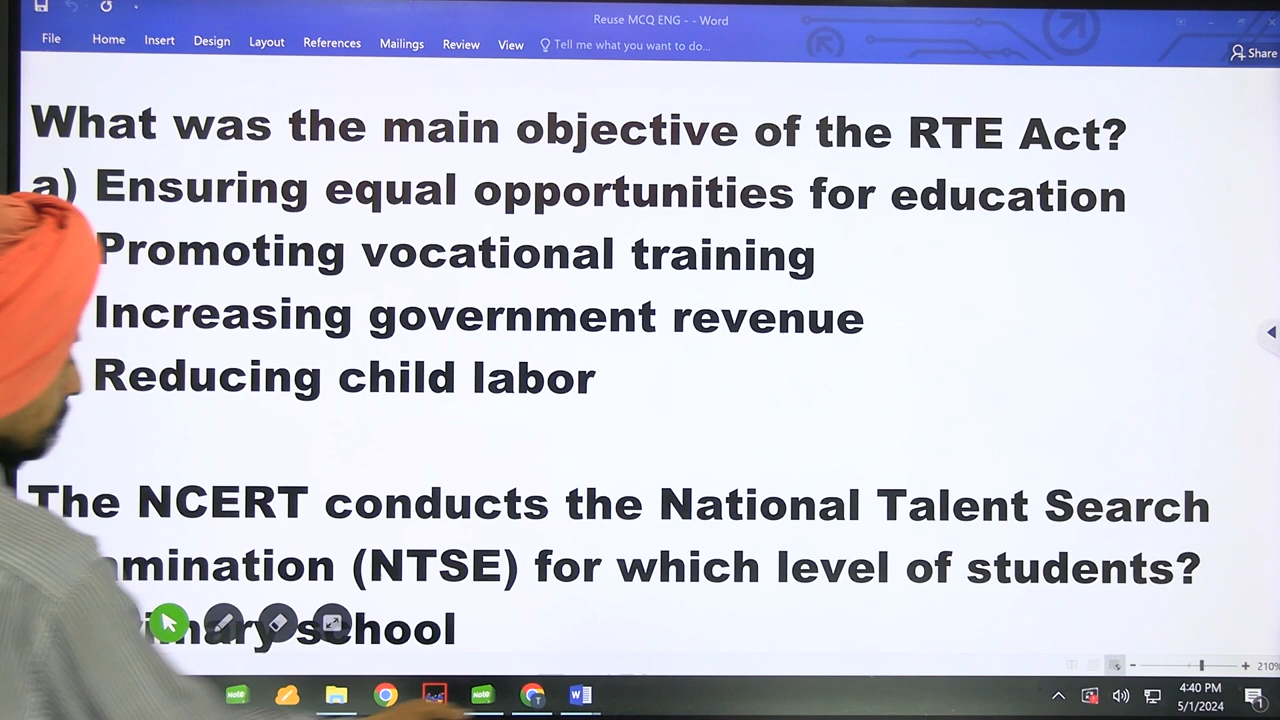 Reuse MCQ ENG - - Word
File Home Insert Design Layout References Mailings Review View Tell me what you want to do... Share
What was the main objective of the RTE Act?
a) Ensuring equal opportunities for education
Promoting vocational training
Increasing government revenue
Reducing child labor
The NCERT conducts the National Talent Search
amination (NTSE) for which level of students?
school
210%
Note Note
4:40 PM
5/1/2024